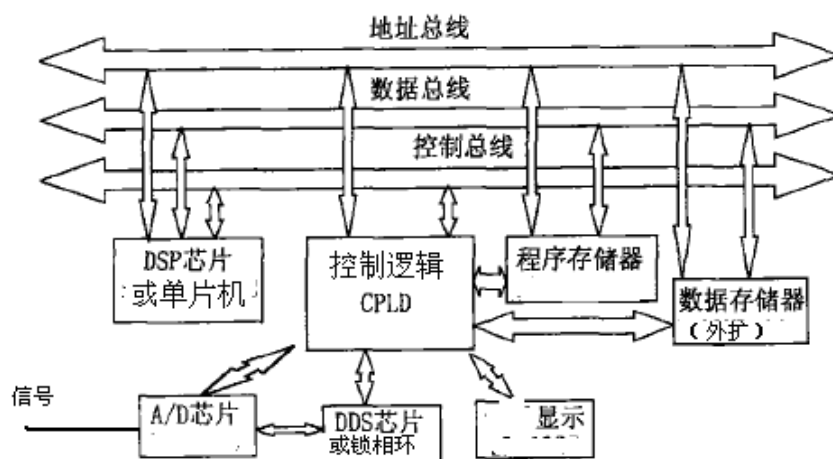 地址总线
数据总线
控制总线
DSP芯片
或单片机
控制逻辑
CPLD
程序存储器
数据存储器
(外扩)
信号
A/D芯片
DDS芯片
或锁相环
显示